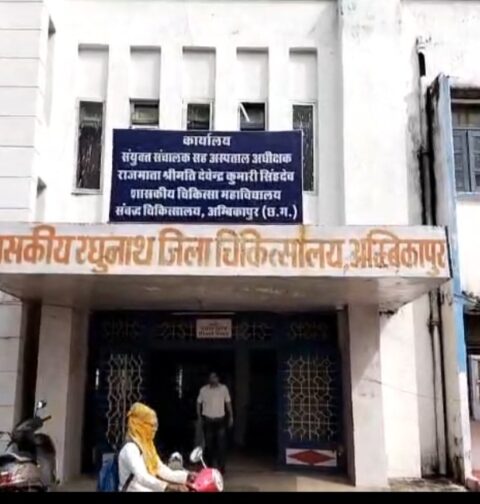 कार्यालय
संयुक्त संचालक सह अस्पताल अधीक्षक
राजमाता श्रीमति देवेन्द्र कुमारी सिंहदेव
शासकीय चिकित्सा महाविद्यालय
संबद्ध चिकित्सालय, अम्बिकापुर (छ.ग.)
ासकीय रघुनाथ जिला चिकित्सालय, अम्बिकापुर